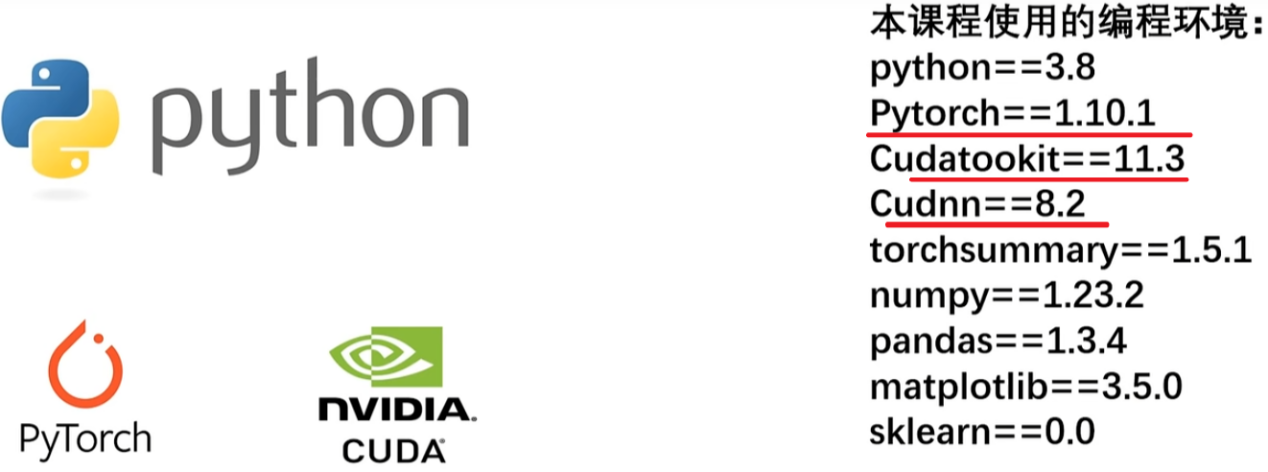 python
PyTorch
NVIDIA.
CUDA
本课程使用的编程环境：
python==3.8
Pytorch==1.10.1
Cudatookit==11.3
Cudnn==8.2
torchsummary==1.5.1
numpy==1.23.2
pandas==1.3.4
matplotlib==3.5.0
sklearn==0.0